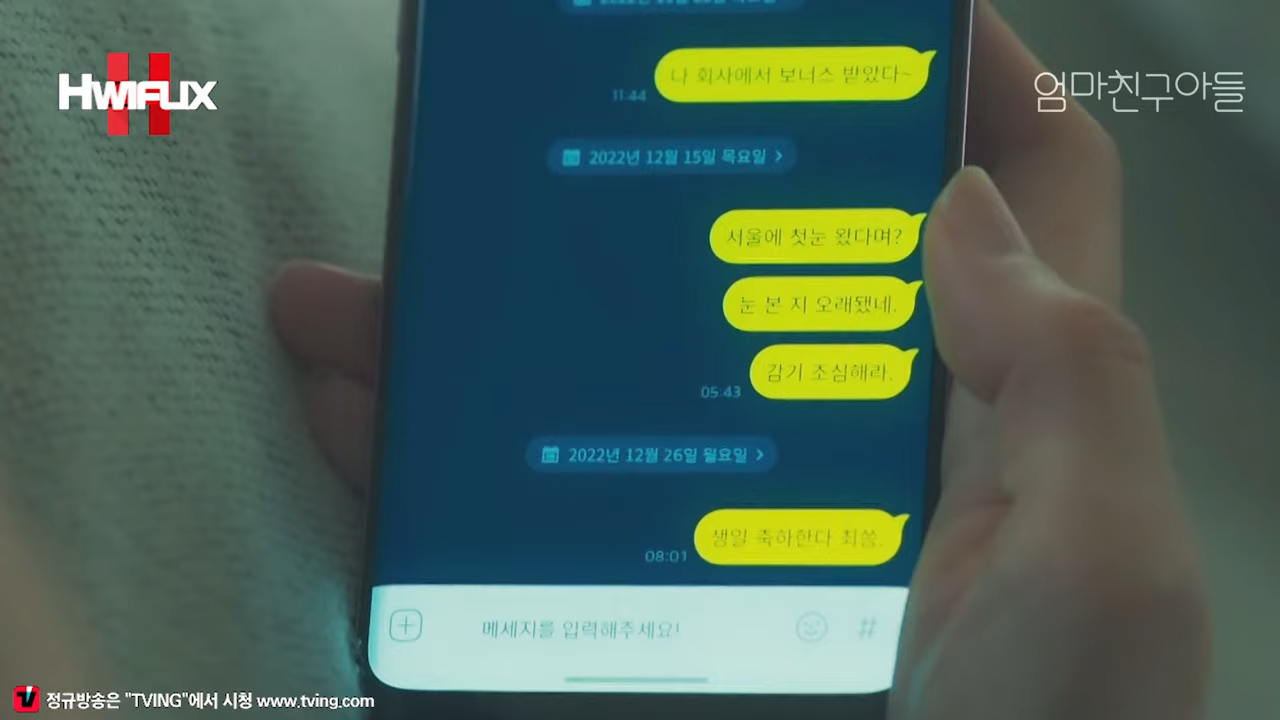 HWIFLIX
엄마친구아들
나 회사에서 보너스 받았다~
11:44
2022년 12월 15일 목요일 >
서울에 첫눈 왔다며?
눈 본 지 오래됐네.
감기 조심해라.
05:43
2022년 12월 26일 월요일 >
생일 축하한다 최씅.
08:01
메세지를 입력해주세요!
#
정규방송은 "TVING"에서 시청 www.tving.com